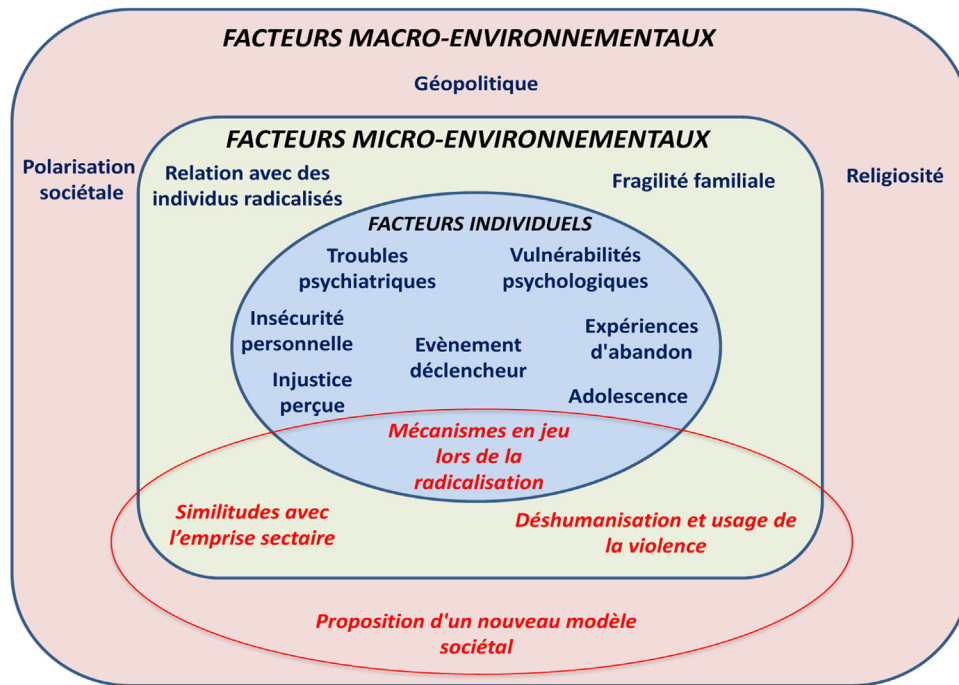 FACTEURS MACRO-ENVIRONNEMENTAUX
Géopolitique
FACTEURS MICRO-ENVIRONNEMENTAUX
Polarisation
sociétale
Relation avec des
individus radicalisés
Fragilité familiale
Religiosité
FACTEURS INDIVIDUELS
Troubles
psychiatriques
Vulnérabilités
psychologiques
Insécurité
personnelle
Evènement
déclencheur
Expériences
d'abandon
Injustice
perçue
Adolescence
Mécanismes en jeu
lors de la
radicalisation
Similitudes avec
l’emprise sectaire
Déshumanisation et usage de
la violence
Proposition d'un nouveau modèle
sociétal